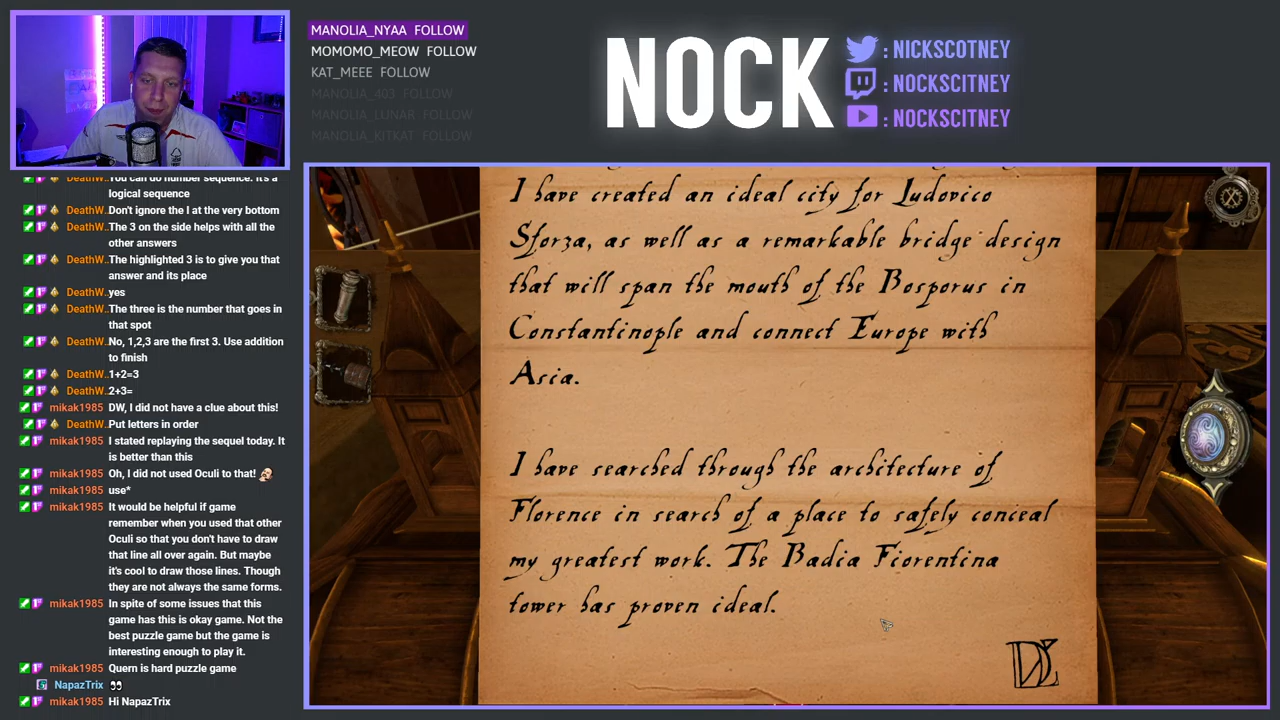 MANOLIA_NYAA FOLLOW
MOMOMO_MEOW FOLLOW
KAT_MEEE FOLLOW
MANOLIA_403 FOLLOW
MANOLIA_LUNAR FOLLOW
MANOLIA_KITKAT FOLLOW
NOCK
: NICKSCOTNEY
: NOCKSCITNEY
: NOCKSCITNEY
DeathW.. You can do number sequence. It's a
logical sequence
DeathW.. Don't ignore the I at the very bottom
DeathW.. The 3 on the side helps with all the
other answers
DeathW.. The highlighted 3 is to give you that
answer and its place
DeathW.. yes
DeathW.. The three is the number that goes in
that spot
DeathW.. No, 1,2,3 are the first 3. Use addition
to finish
DeathW.. 1+2=3
DeathW.. 2+3=
mikak1985 DW, I did not have a clue about this!
DeathW.. Put letters in order
mikak1985 I stated replaying the sequel today. It
is better than this
mikak1985 Oh, I did not used Oculi to that!
mikak1985 use*
mikak1985 It would be helpful if game
remember when you used that other
Oculi so that you don't have to draw
that line all over again. But maybe
it's cool to draw those lines. Though
they are not always the same forms.
mikak1985 In spite of some issues that this
game has this is okay game. Not the
best puzzle game but the game is
interesting enough to play it.
mikak1985 Quern is hard puzzle game
NapazTrix 👀
mikak1985 Hi NapazTrix
I have created an ideal city for Ludovico
Sforza, as well as a remarkable bridge design
that will span the mouth of the Bosporus in
Constantinople and connect Europe with
Asia.
I have searched through the architecture of
Florence in search of a place to safely conceal
my greatest work. The Badia Fiorentina
tower has proven ideal.